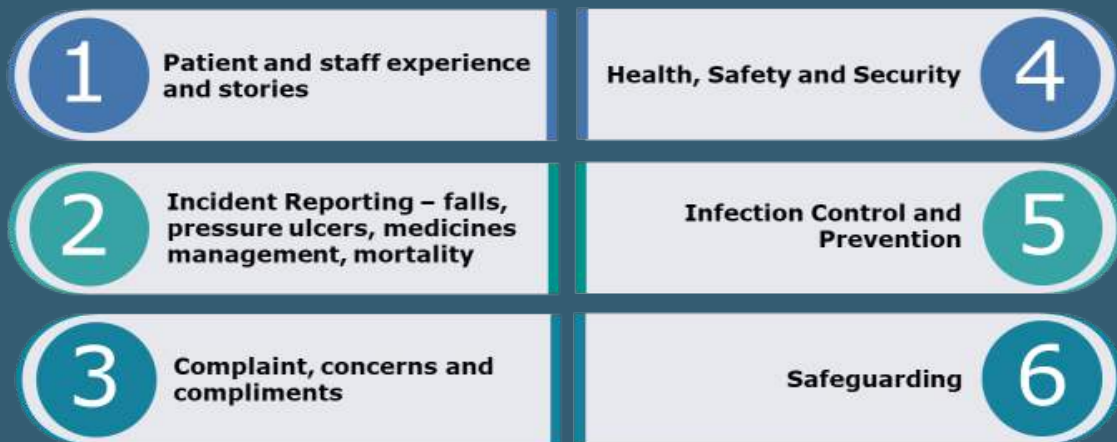 1
Patient and staff experience
and stories
2
Incident Reporting – falls,
pressure ulcers, medicines
management, mortality
3
Complaint, concerns and
compliments
Health, Safety and Security
4
Infection Control and
Prevention
5
Safeguarding
6